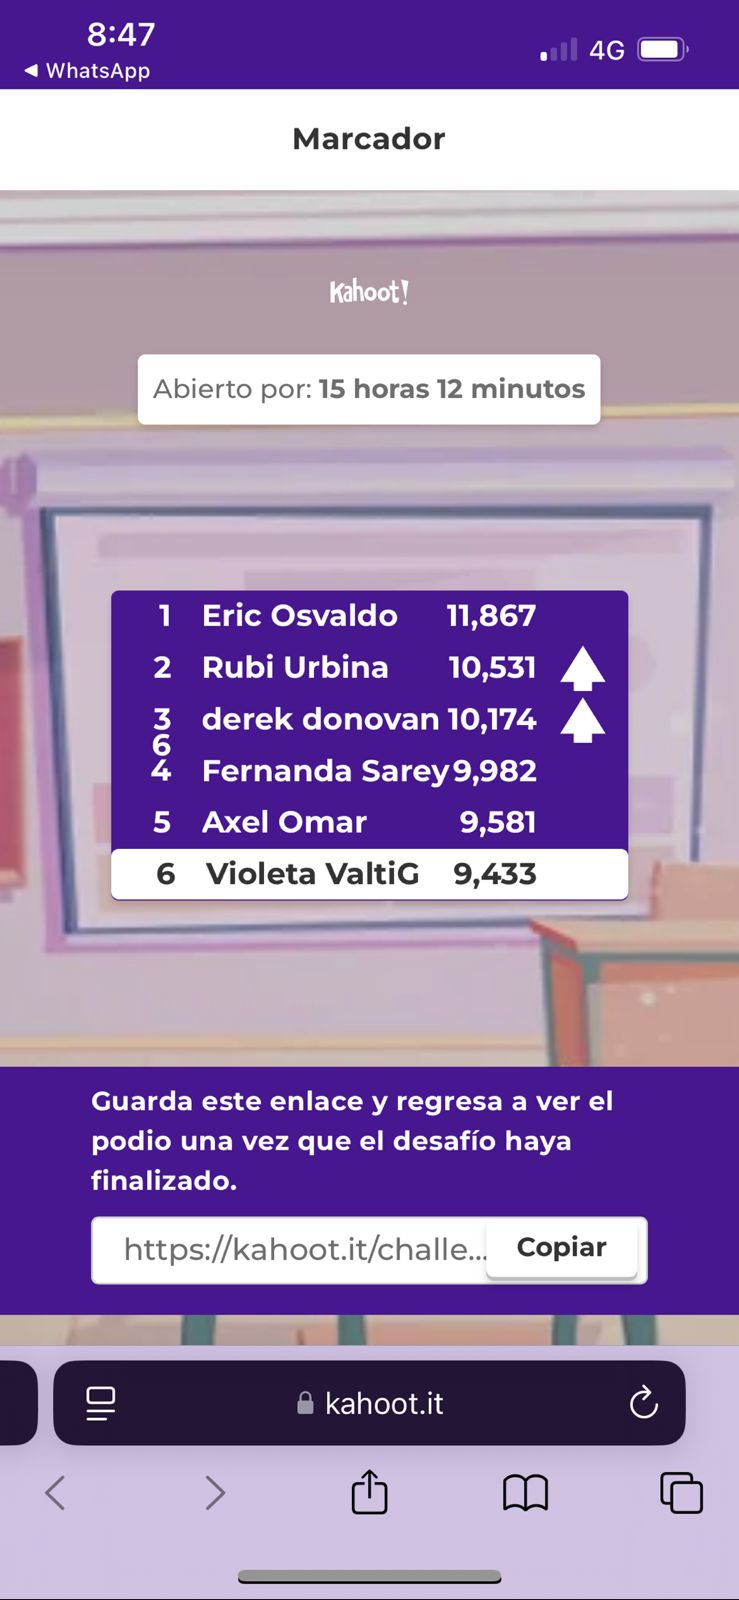 8:47
4G
WhatsApp
Marcador
Kahoot!
Abierto por: 15 horas 12 minutos
1 Eric Osvaldo 11,867
2 Rubi Urbina 10,531
3 derek donovan 10,174
6
4 Fernanda Sarey 9,982
5 Axel Omar 9,581
6 Violeta ValtiG 9,433
Guarda este enlace y regresa a ver el
podio una vez que el desafío haya
finalizado.
https://kahoot.it/challe... Copiar
kahoot.it